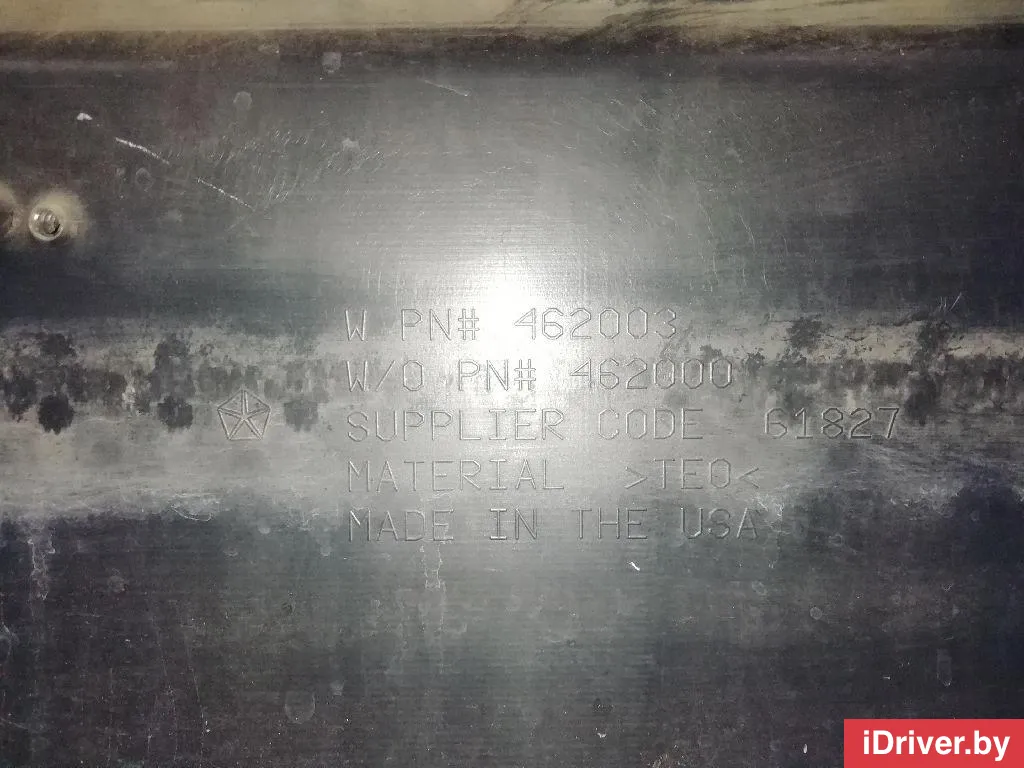 W PN# 462003
W/O PN# 462000
SUPPLIER CODE 61827
MATERIAL >TEO<
MADE IN THE USA
iDriver.by